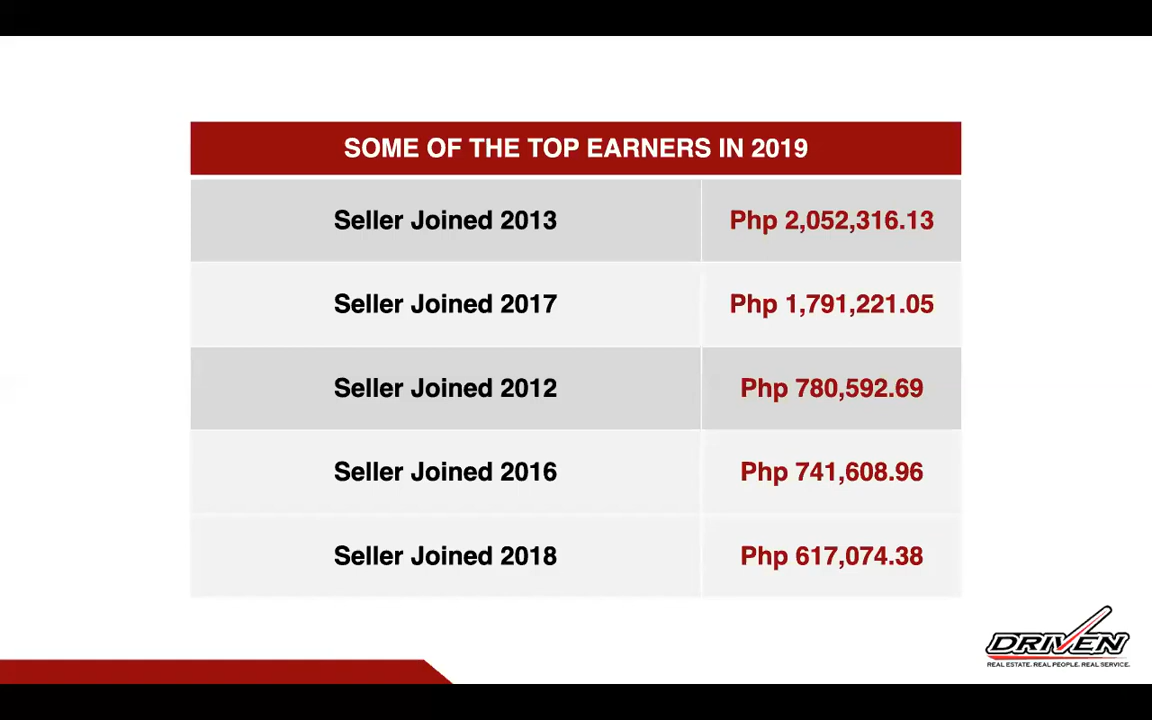 SOME OF THE TOP EARNERS IN 2019
Seller Joined 2013 Php 2,052,316.13
Seller Joined 2017 Php 1,791,221.05
Seller Joined 2012 Php 780,592.69
Seller Joined 2016 Php 741,608.96
Seller Joined 2018 Php 617,074.38
DRIVEN
REAL ESTATE. REAL PEOPLE. REAL SERVICE.